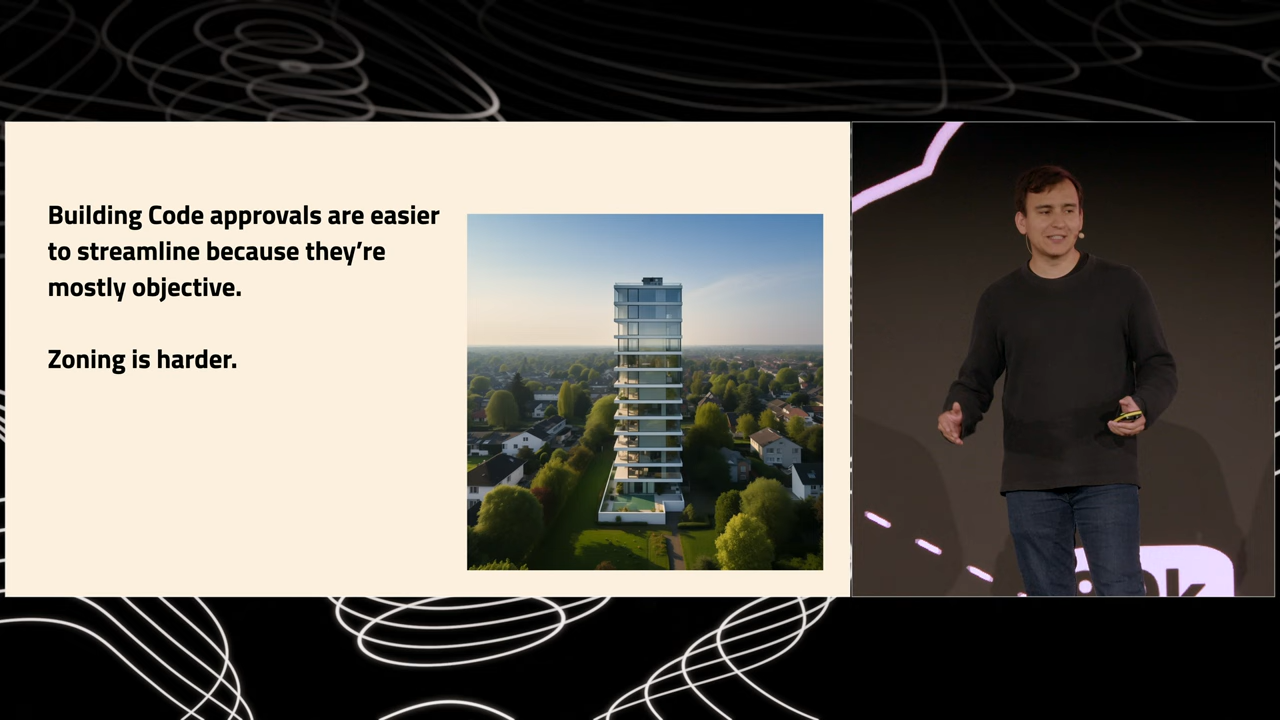 Building Code approvals are easier
to streamline because they’re
mostly objective.
Zoning is harder.